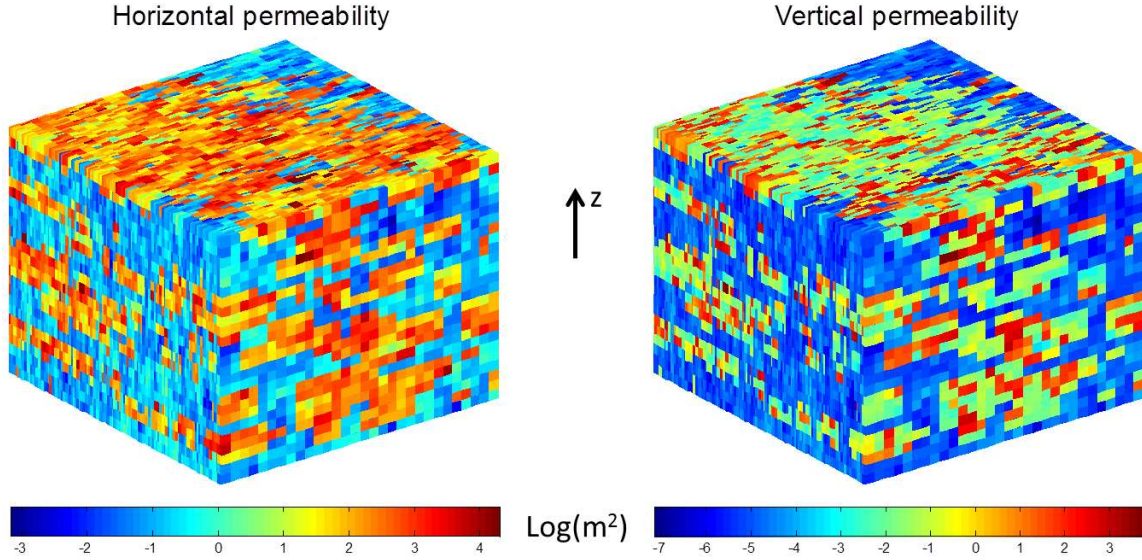 Horizontal permeability
Vertical permeability
z
-3 -2 -1 0 1 2 3 4
Log(m²)
-7 -6 -5 -4 -3 -2 -1 0 1 2 3